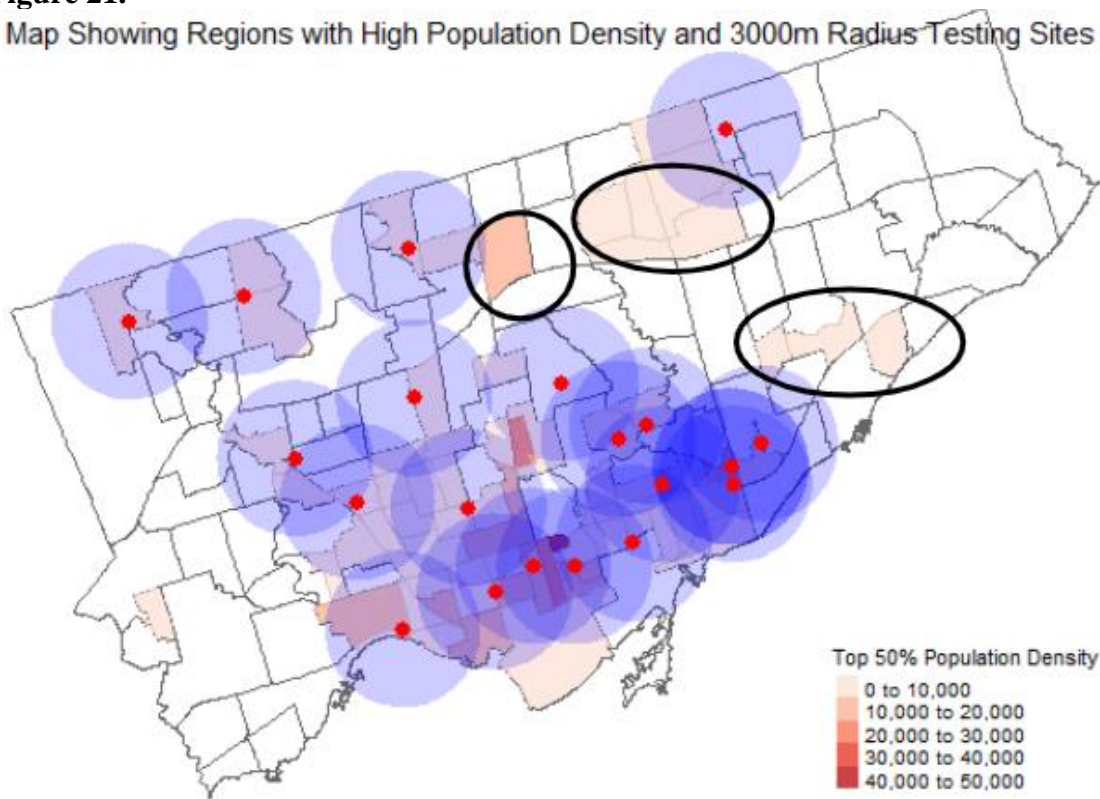 Figure 21.
Map Showing Regions with High Population Density and 3000m Radius Testing Sites
Top 50% Population Density
0 to 10,000
10,000 to 20,000
20,000 to 30,000
30,000 to 40,000
40,000 to 50,000